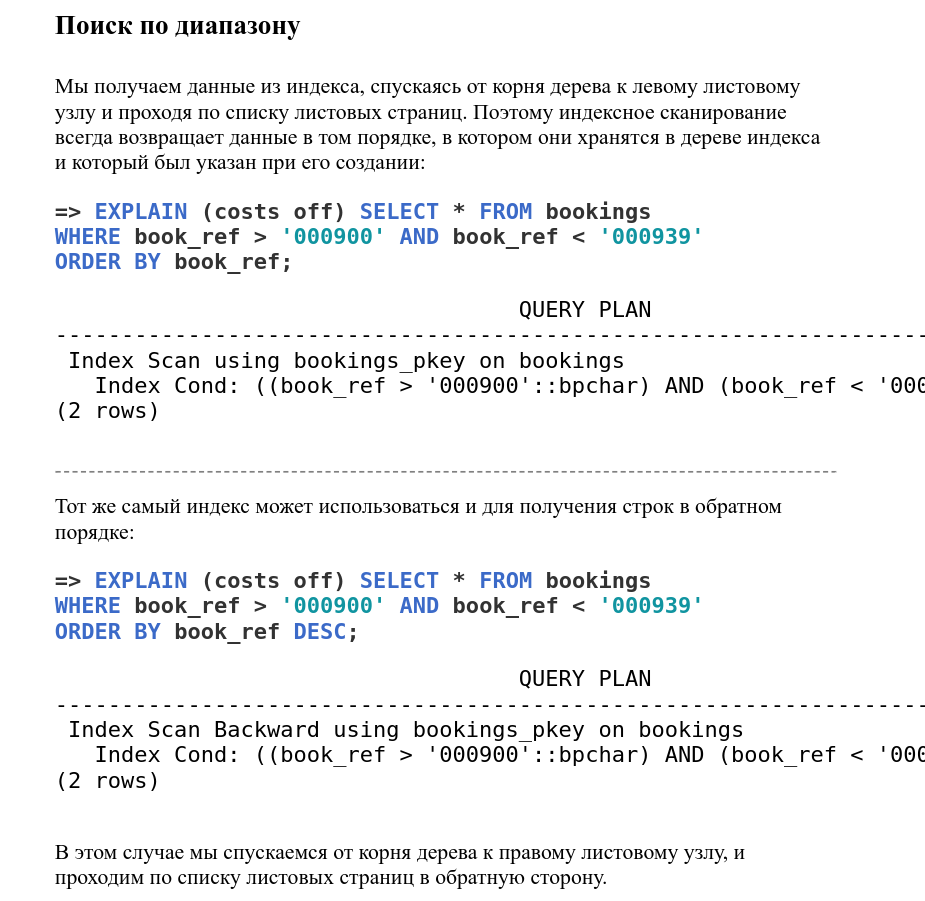 Поиск по диапазону
Мы получаем данные из индекса, спускаясь от корня дерева к левому листовому
узлу и проходя по списку листовых страниц. Поэтому индексное сканирование
всегда возвращает данные в том порядке, в котором они хранятся в дереве индекса
и который был указан при его создании:
=> EXPLAIN (costs off) SELECT * FROM bookings
WHERE book_ref > '000900' AND book_ref < '000939'
ORDER BY book_ref;
QUERY PLAN
-------------------------------------------------------------------
Index Scan using bookings_pkey on bookings
Index Cond: ((book_ref > '000900'::bpchar) AND (book_ref < '000
(2 rows)
Тот же самый индекс может использоваться и для получения строк в обратном
порядке:
=> EXPLAIN (costs off) SELECT * FROM bookings
WHERE book_ref > '000900' AND book_ref < '000939'
ORDER BY book_ref DESC;
QUERY PLAN
-------------------------------------------------------------------
Index Scan Backward using bookings_pkey on bookings
Index Cond: ((book_ref > '000900'::bpchar) AND (book_ref < '000
(2 rows)
В этом случае мы спускаемся от корня дерева к правому листовому узлу, и
проходим по списку листовых страниц в обратную сторону.